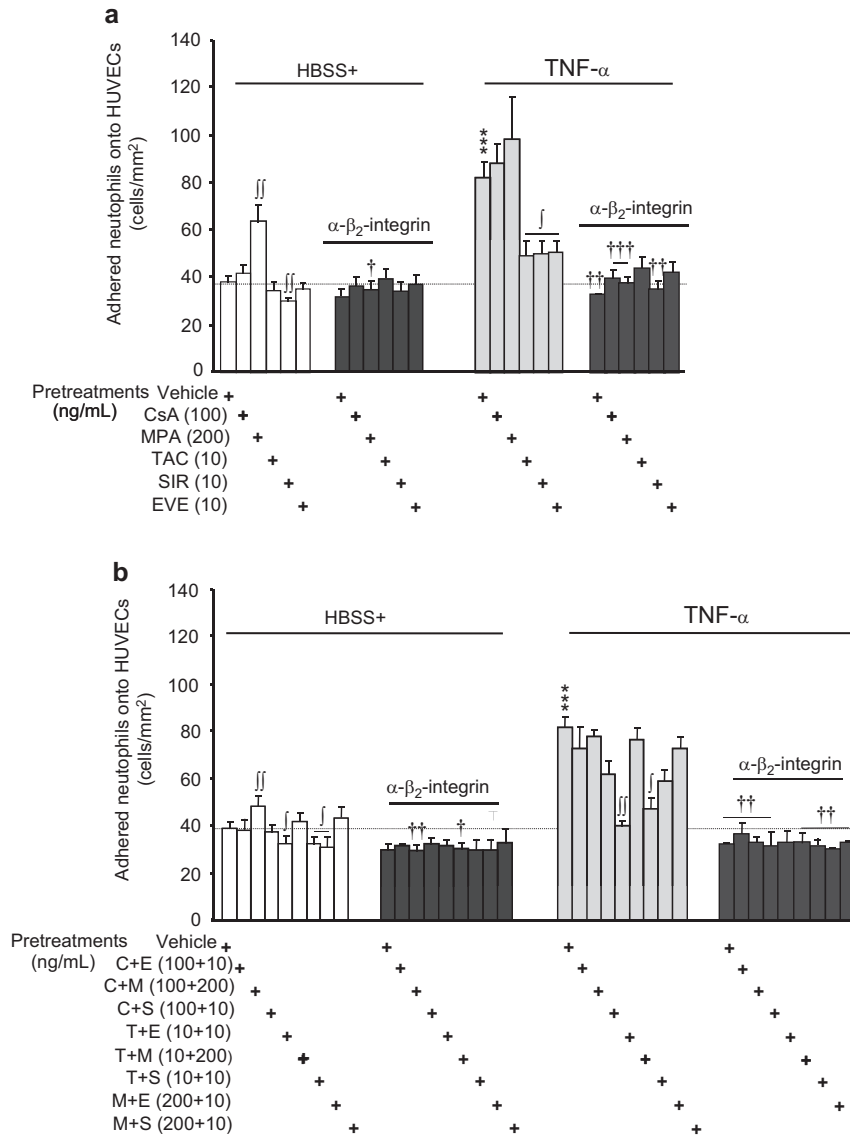 a
140
120
100
80
60
40
20
0
Adhered neutophils onto HUVECs
(cells/mm²)
HBSS+
TNF-α
∫∫
∫∫
α-β₂-integrin
†
***
∫
α-β₂-integrin
††
†††
††
Pretreatments
(ng/mL)
Vehicle + + + +
CsA (100) + + + +
MPA (200) + + + +
TAC (10) + + + +
SIR (10) + + + +
EVE (10) + + + +
b
140
120
100
80
60
40
20
0
Adhered neutophils onto HUVECs
(cells/mm²)
HBSS+
TNF-α
∫∫
∫
∫
α-β₂-integrin
††
†
***
∫∫
∫
α-β₂-integrin
††
††
Pretreatments
(ng/mL)
Vehicle + + + +
C+E (100+10) + + + +
C+M (100+200) + + + +
C+S (100+10) + + + +
T+E (10+10) + + + +
T+M (10+200) + + + +
T+S (10+10) + + + +
M+E (200+10) + + + +
M+S (200+10) + +